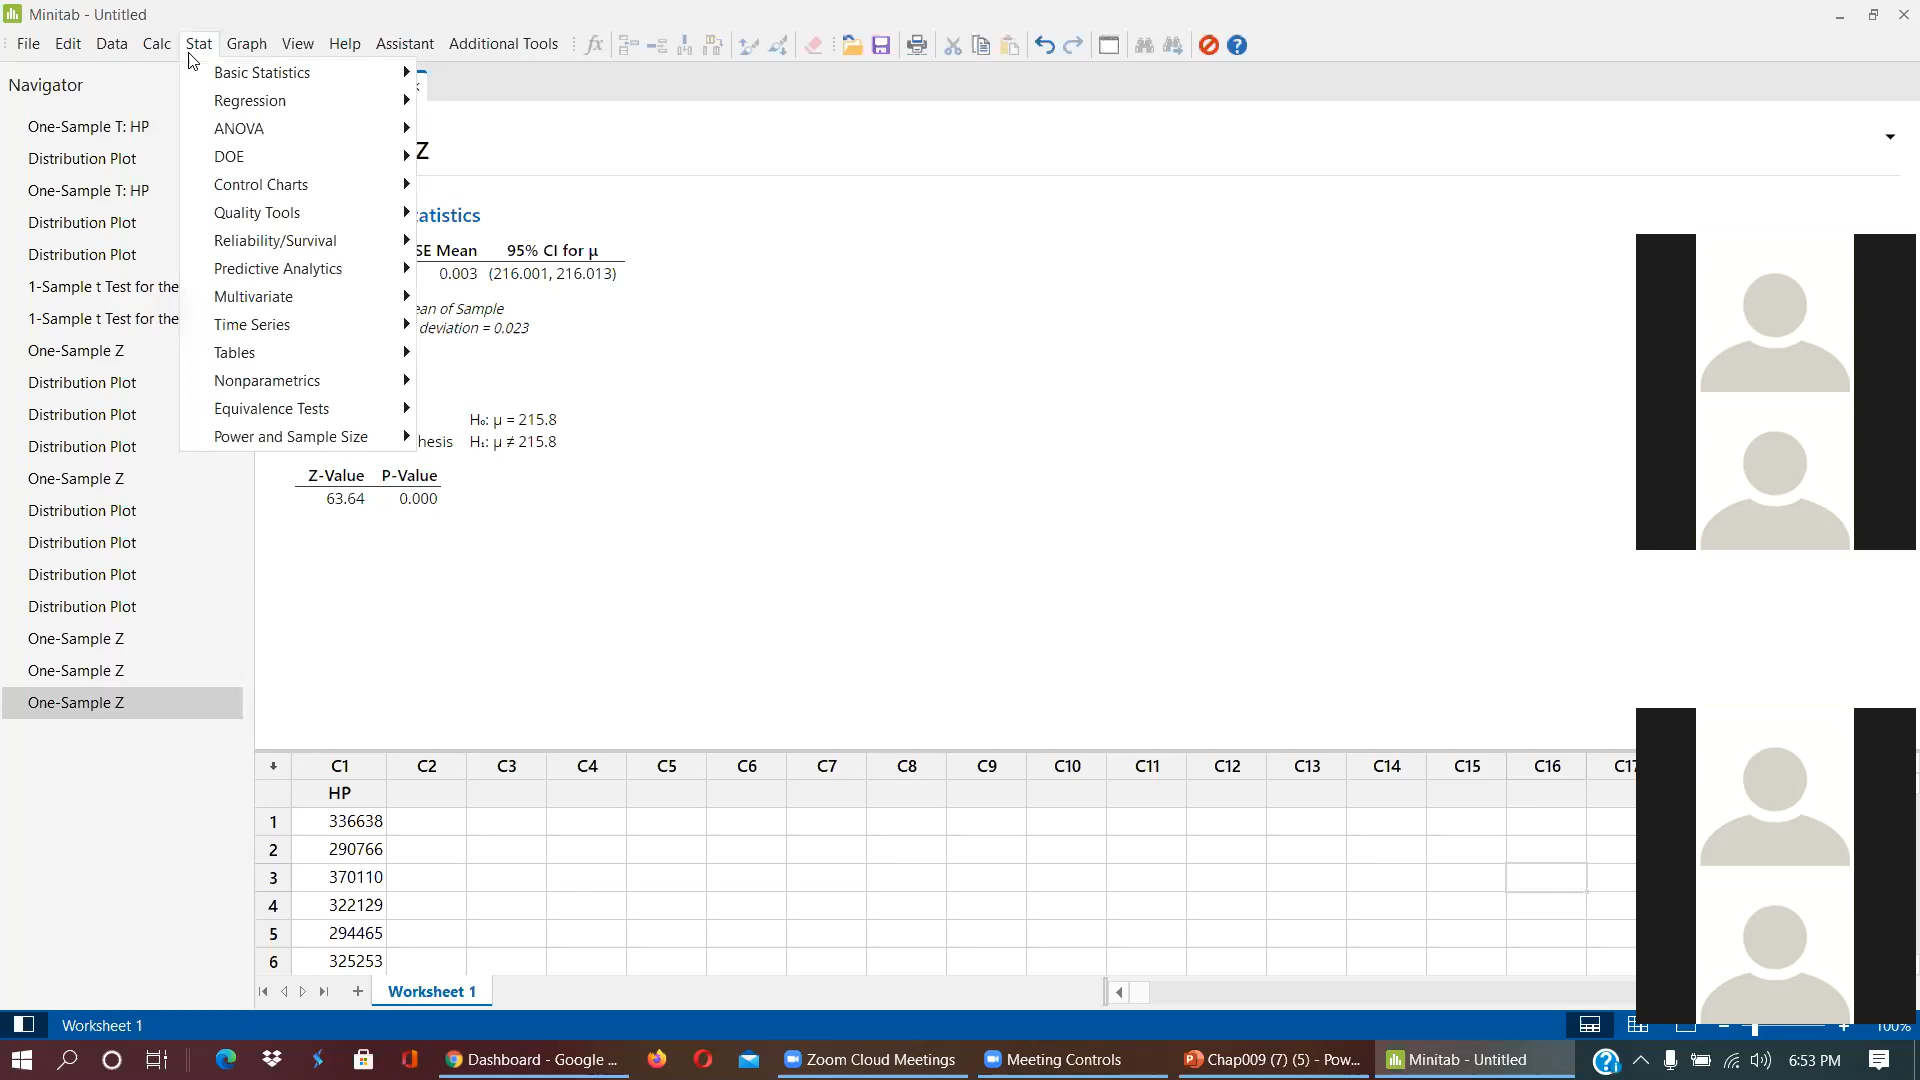 Minitab - Untitled
File Edit Data Calc Stat Graph View Help Assistant Additional Tools
Navigator
One-Sample T: HP
Distribution Plot
One-Sample T: HP
Distribution Plot
Distribution Plot
1-Sample t Test for the
1-Sample t Test for the
One-Sample Z
Distribution Plot
Distribution Plot
Distribution Plot
One-Sample Z
Distribution Plot
Distribution Plot
Distribution Plot
Distribution Plot
One-Sample Z
One-Sample Z
One-Sample Z
Basic Statistics
Regression
ANOVA
DOE
Control Charts
Quality Tools
Reliability/Survival
Predictive Analytics
Multivariate
Time Series
Tables
Nonparametrics
Equivalence Tests
Power and Sample Size
Z
tatistics
SE Mean 95% CI for μ
0.003 (216.001, 216.013)
ean of Sample
deviation = 0.023
H₀: μ = 215.8
hesis H₁: μ ≠ 215.8
Z-Value P-Value
63.64 0.000
C1 C2 C3 C4 C5 C6 C7 C8 C9 C10 C11 C12 C13 C14 C15 C16 C17
HP
1 336638
2 290766
3 370110
4 322129
5 294465
6 325253
+ Worksheet 1
Worksheet 1
100%
Dashboard - Google ... Zoom Cloud Meetings Meeting Controls Chap009 (7) (5) - Pow... Minitab - Untitled 6:53 PM